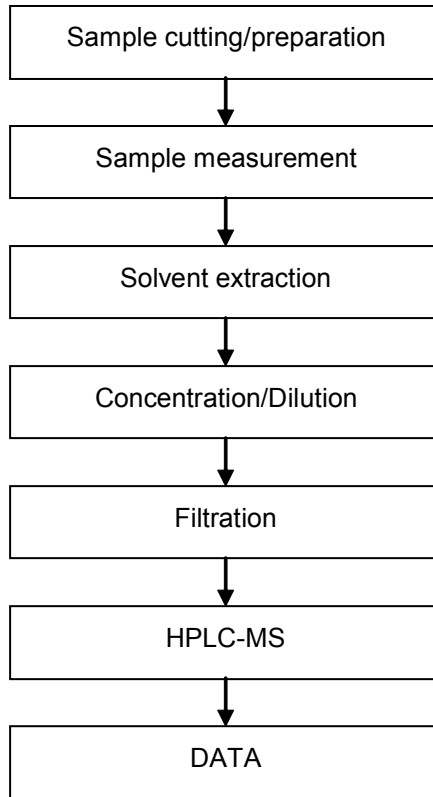 Sample cutting/preparation
Sample measurement
Solvent extraction
Concentration/Dilution
Filtration
HPLC-MS
DATA